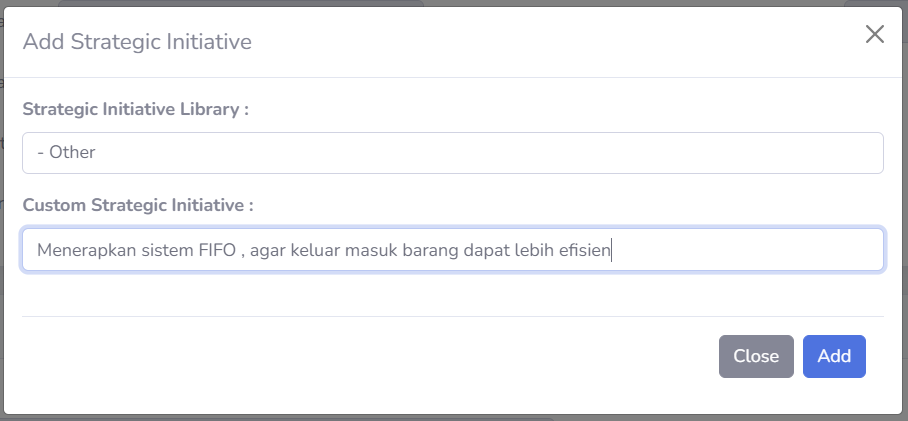 Add Strategic Initiative
Strategic Initiative Library :
- Other
Custom Strategic Initiative :
Menerapkan sistem FIFO , agar keluar masuk barang dapat lebih efisien
Close
Add